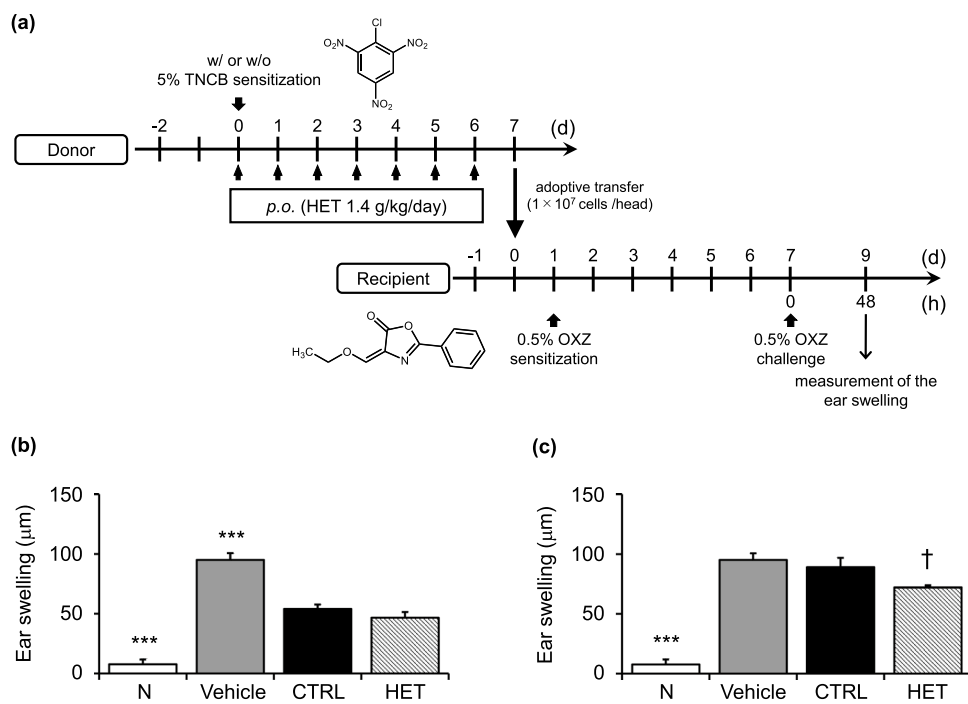 (a)
Cl
O₂N
NO₂
NO₂
w/ or w/o
5% TNCB sensitization
-2 0 1 2 3 4 5 6 7 (d)
Donor
p.o. (HET 1.4 g/kg/day)
adoptive transfer
(1 × 10⁷ cells /head)
-1 0 1 2 3 4 5 6 7 9 (d)
Recipient
0 48 (h)
O
O
H₃C
O
N
0.5% OXZ
sensitization
0.5% OXZ
challenge
measurement of the
ear swelling
(b)
Ear swelling (μm)
150
100
50
0
***
***
N Vehicle CTRL HET
(c)
Ear swelling (μm)
150
100
50
0
***
†
N Vehicle CTRL HET